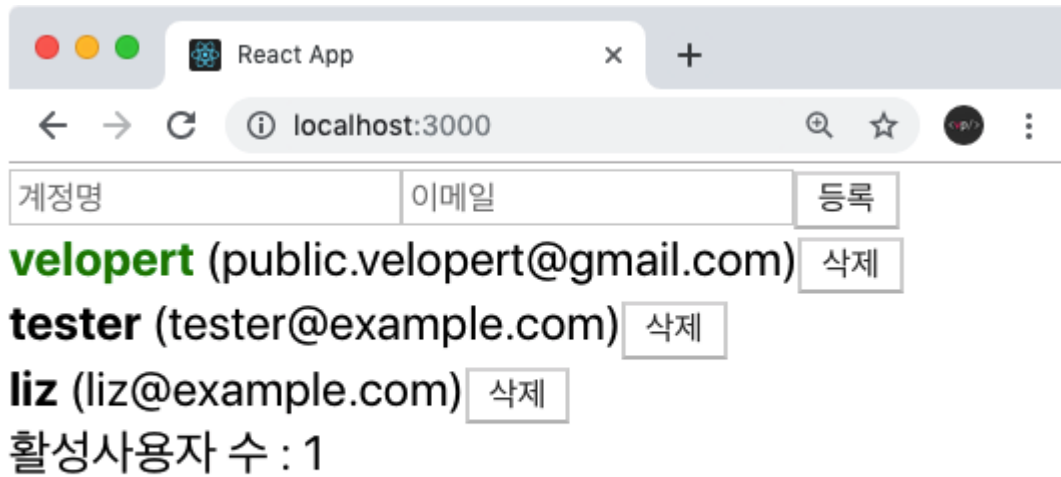 React App
localhost:3000
계정명 이메일 등록
velopert (public.velopert@gmail.com) 삭제
tester (tester@example.com) 삭제
liz (liz@example.com) 삭제
활성사용자 수 : 1